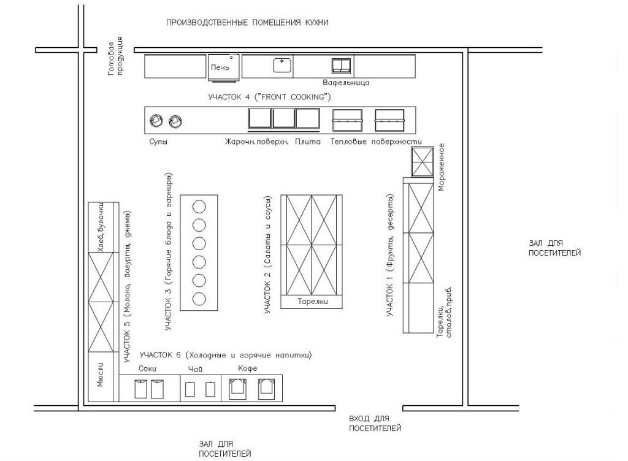 ПРОИЗВОДСТВЕННЫЕ ПОМЕЩЕНИЯ КУХНИ
Готовая
продукция
Печь
Вафельница
УЧАСТОК 4 ("FRONT COOKING")
Супы
Жарочн. поверхн.
Плита
Тепловые поверхности
Мороженное
Хлеб, булочки
УЧАСТОК 5 (Молоко, йогурты, джемы)
УЧАСТОК 3 (Горячие блюда и гарниры)
УЧАСТОК 2 (Салаты и соусы)
Тарелки
УЧАСТОК 1 (Фрукты, десерты)
Тарелки,
столов. приб.
ЗАЛ ДЛЯ
ПОСЕТИТЕЛЕЙ
УЧАСТОК 6 (Холодные и горячие напитки)
Мюсли
Соки
Чай
Кофе
ВХОД ДЛЯ
ПОСЕТИТЕЛЕЙ
ЗАЛ ДЛЯ
ПОСЕТИТЕЛЕЙ